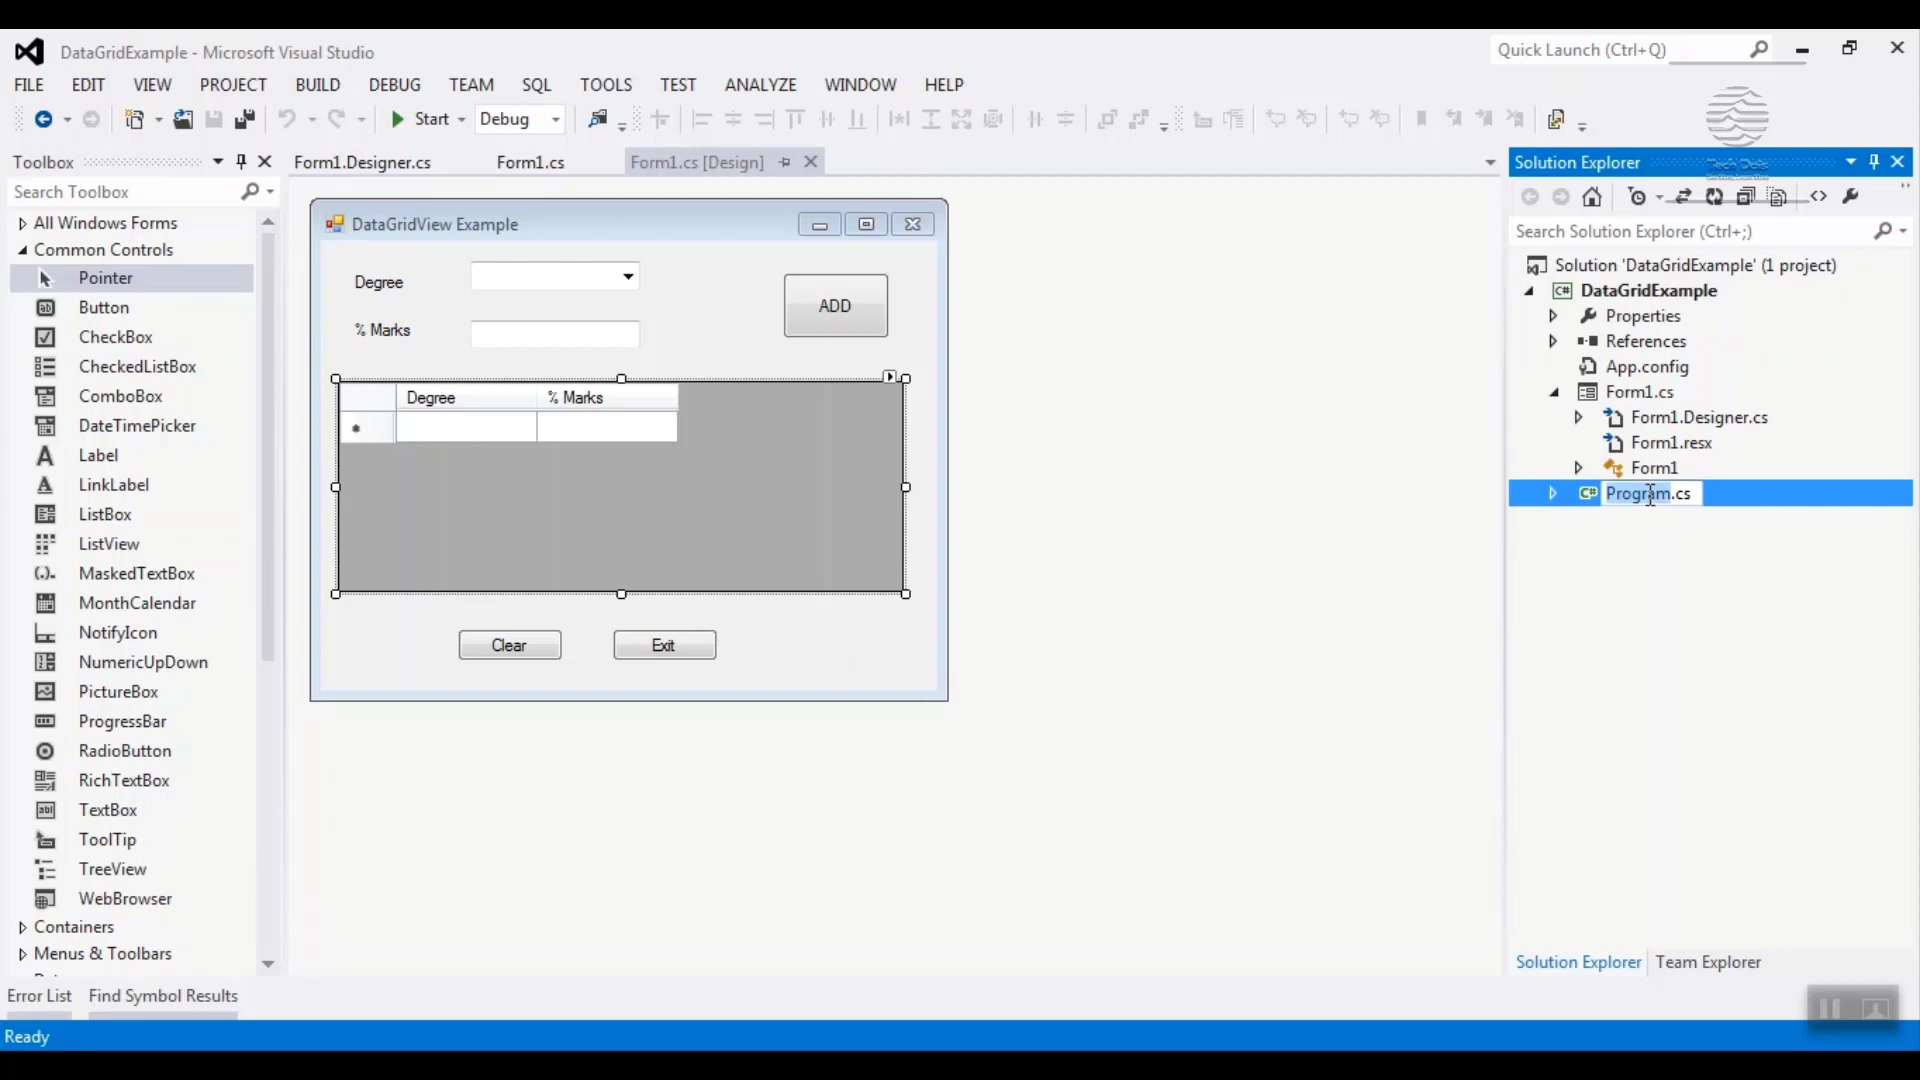 DataGridExample - Microsoft Visual Studio
Quick Launch (Ctrl+Q)
FILE EDIT VIEW PROJECT BUILD DEBUG TEAM SQL TOOLS TEST ANALYZE WINDOW HELP
Start Debug
Toolbox
Form1.Designer.cs Form1.cs Form1.cs [Design]
Solution Explorer
Search Toolbox
All Windows Forms
Common Controls
Pointer
Button
CheckBox
CheckedListBox
ComboBox
DateTimePicker
Label
LinkLabel
ListBox
ListView
MaskedTextBox
MonthCalendar
NotifyIcon
NumericUpDown
PictureBox
ProgressBar
RadioButton
RichTextBox
TextBox
ToolTip
TreeView
WebBrowser
Containers
Menus & Toolbars
DataGridView Example
Degree
ADD
% Marks
Degree % Marks
Clear Exit
Search Solution Explorer (Ctrl+;)
Solution 'DataGridExample' (1 project)
DataGridExample
Properties
References
App.config
Form1.cs
Form1.Designer.cs
Form1.resx
Form1
Program.cs
Solution Explorer Team Explorer
Error List Find Symbol Results
Ready